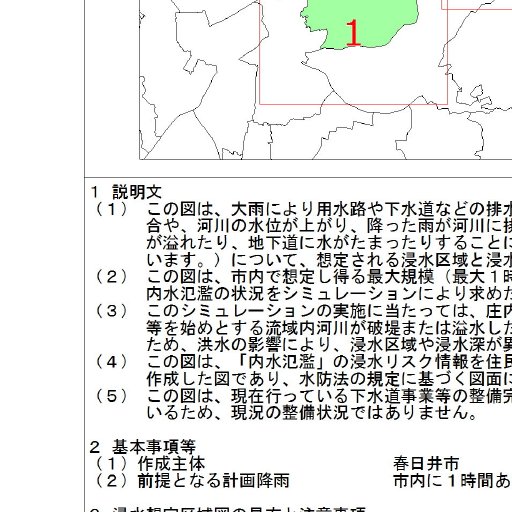 1
1 説明文
(1) この図は、大雨により用水路や下水道などの排水
合や、河川の水位が上がり、降った雨が河川に排
が溢れたり、地下道に水がたまったりすることに
います。）について、想定される浸水区域と浸水
(2) この図は、市内で想定し得る最大規模（最大１時
内水氾濫の状況をシミュレーションにより求めた
(3) このシミュレーションの実施に当たっては、庄内
等を始めとする流域内河川が破堤または溢水した
ため、洪水の影響により、浸水区域や浸水深が異
(4) この図は、「内水氾濫」の浸水リスク情報を住民
作成した図であり、水防法の規定に基づく図面に
(5) この図は、現在行っている下水道事業等の整備完
いるため、現況の整備状況ではありません。
2 基本事項等
(1) 作成主体 春日井市
(2) 前提となる計画降雨 市内に１時間あ